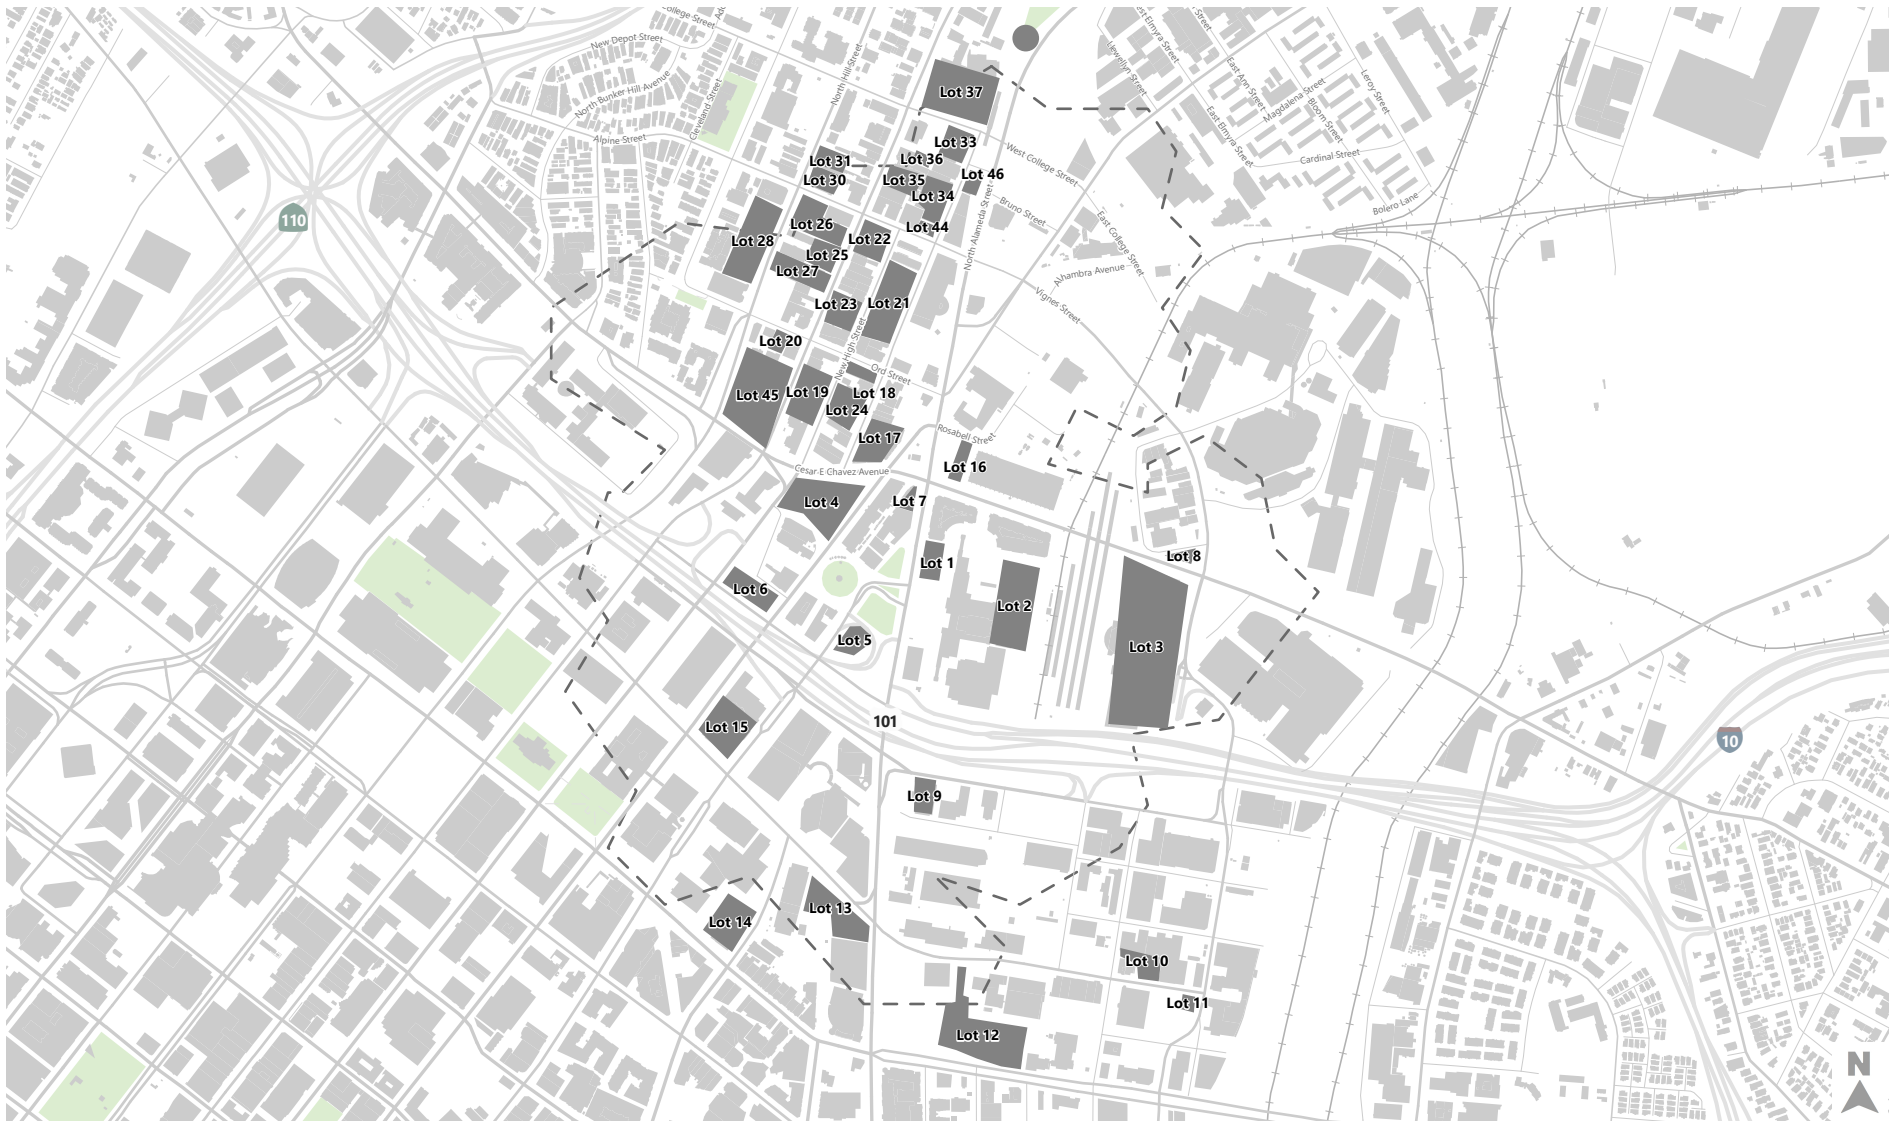 College Street
New Depot Street
North Hill Street
North Bunker Hill Avenue
Cleveland Street
Alpine Street
East Elmyra Street
Llewellyn Street
East Ann Street
Magdalena Street
Leroy Street
Bloom Street
East Elmyra Street
Cardinal Street
Bolero Lane
Lot 37
Lot 33
West College Street
Lot 31
Lot 36
Lot 30
Lot 35
Lot 46
Lot 34
110
Lot 26
Bruno Street
Lot 44
Lot 28
Lot 22
North Alameda Street
East College Street
Lot 25
Lot 27
Alhambra Avenue
Lot 23
Lot 21
Vignes Street
Lot 20
New High Street
Ord Street
Lot 45
Lot 19
Lot 18
Lot 24
Lot 17
Rosabell Street
Lot 16
Cesar E Chavez Avenue
Lot 4
Lot 7
Lot 8
Lot 1
Lot 6
Lot 2
Lot 5
Lot 3
101
Lot 15
10
Lot 9
Lot 13
Lot 14
Lot 10
Lot 11
Lot 12
N